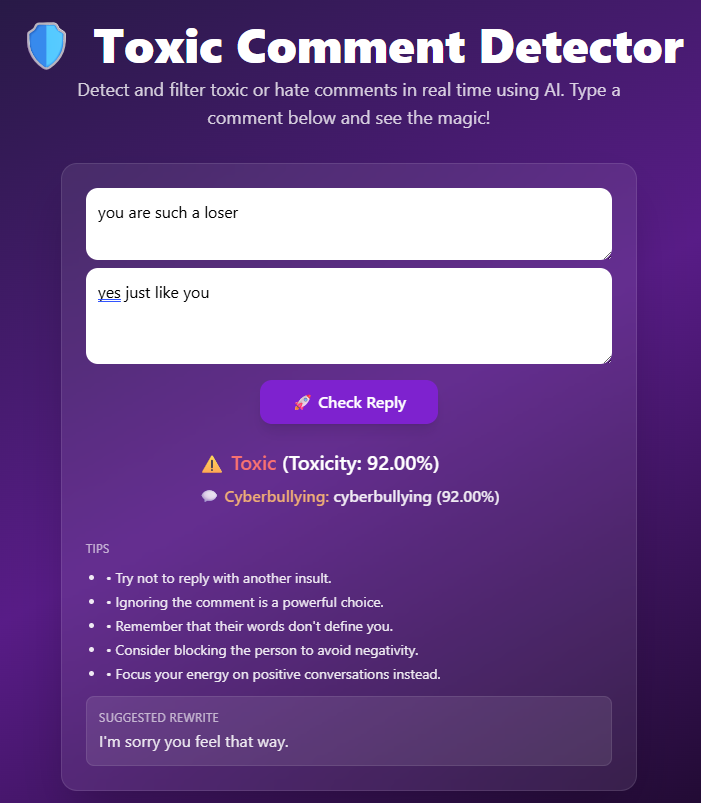 Toxic Comment Detector
Detect and filter toxic or hate comments in real time using AI. Type a
comment below and see the magic!
you are such a loser
yes just like you
🚀 Check Reply
⚠️ Toxic (Toxicity: 92.00%)
💬 Cyberbullying: cyberbullying (92.00%)
TIPS
• • Try not to reply with another insult.
• • Ignoring the comment is a powerful choice.
• • Remember that their words don't define you.
• • Consider blocking the person to avoid negativity.
• • Focus your energy on positive conversations instead.
SUGGESTED REWRITE
I'm sorry you feel that way.